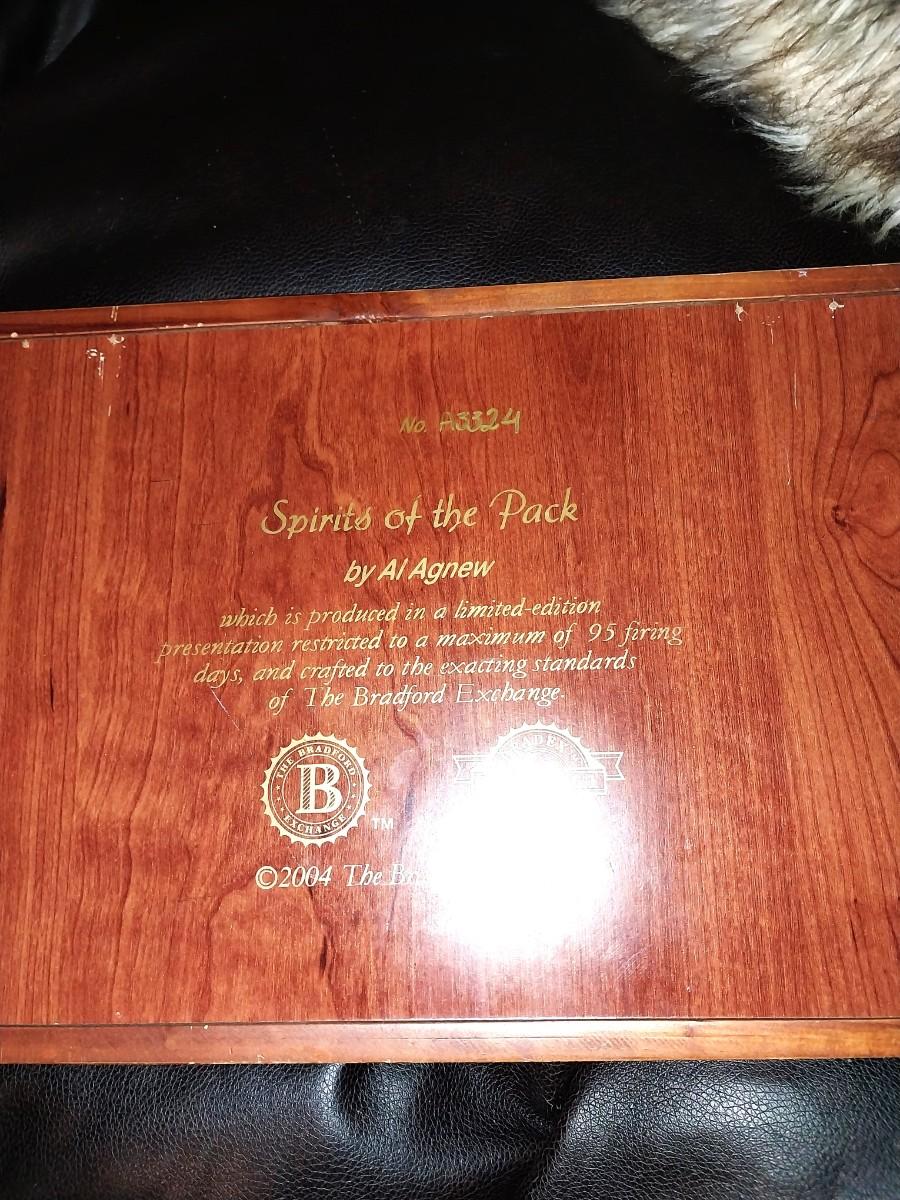 No. A3324
Spirits of the Pack
by Al Agnew
which is produced in a limited-edition
presentation restricted to a maximum of 95 firing
days, and crafted to the exacting standards
of The Bradford Exchange.
THE BRADFORD
B
EXCHANGE
TM
©2004 The